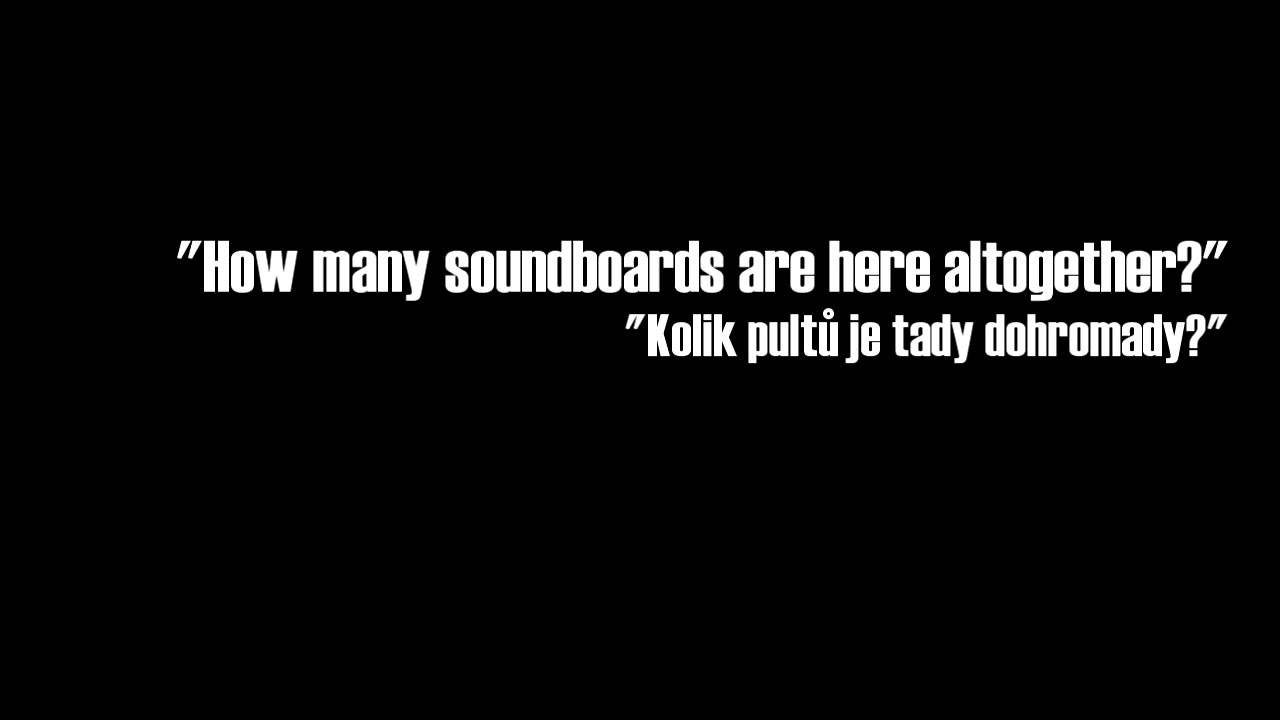 "How many soundboards are here altogether?"
"Kolik pultů je tady dohromady?"